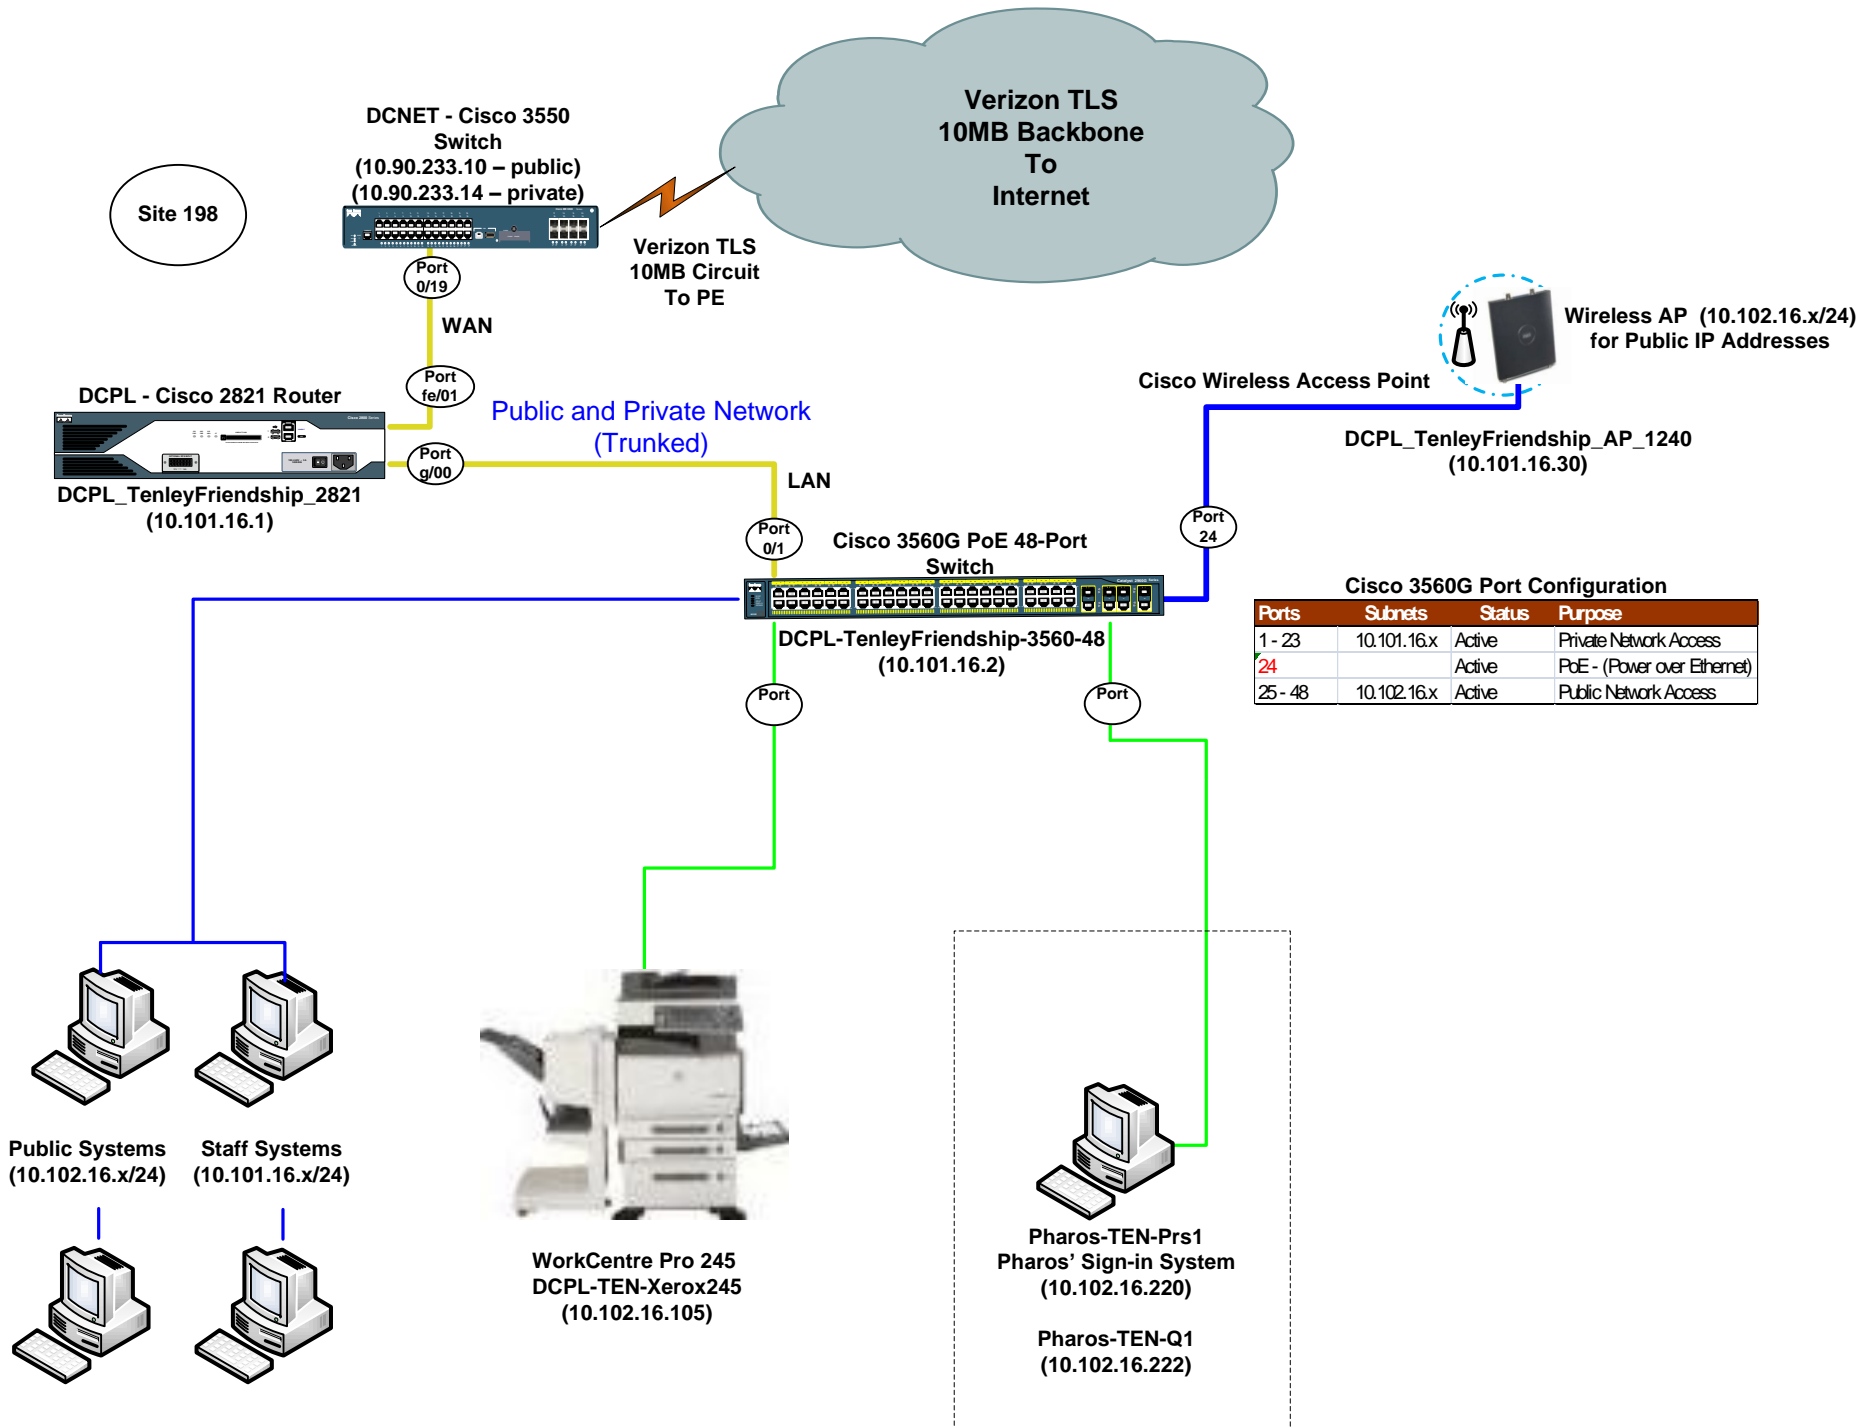 Verizon TLS
10MB Backbone
To
Internet
DCNET - Cisco 3550
Switch
(10.90.233.10 – public)
(10.90.233.14 – private)
Site 198
Verizon TLS
10MB Circuit
To PE
Port
0/19
WAN
Port
fe/01
DCPL - Cisco 2821 Router
Public and Private Network
(Trunked)
Port
g/00
DCPL_TenleyFriendship_2821
(10.101.16.1)
LAN
Port
0/1
Wireless AP (10.102.16.x/24)
for Public IP Addresses
Cisco Wireless Access Point
DCPL_TenleyFriendship_AP_1240
(10.101.16.30)
Port
24
Cisco 3560G PoE 48-Port
Switch
DCPL-TenleyFriendship-3560-48
(10.101.16.2)
Cisco 3560G Port Configuration
Ports Subnets Status Purpose
1 - 23 10.101.16.x Active Private Network Access
24 Active PoE - (Power over Ethernet)
25 - 48 10.102.16.x Active Public Network Access
Port
Port
Public Systems
(10.102.16.x/24)
Staff Systems
(10.101.16.x/24)
WorkCentre Pro 245
DCPL-TEN-Xerox245
(10.102.16.105)
Pharos-TEN-Prs1
Pharos’ Sign-in System
(10.102.16.220)
Pharos-TEN-Q1
(10.102.16.222)